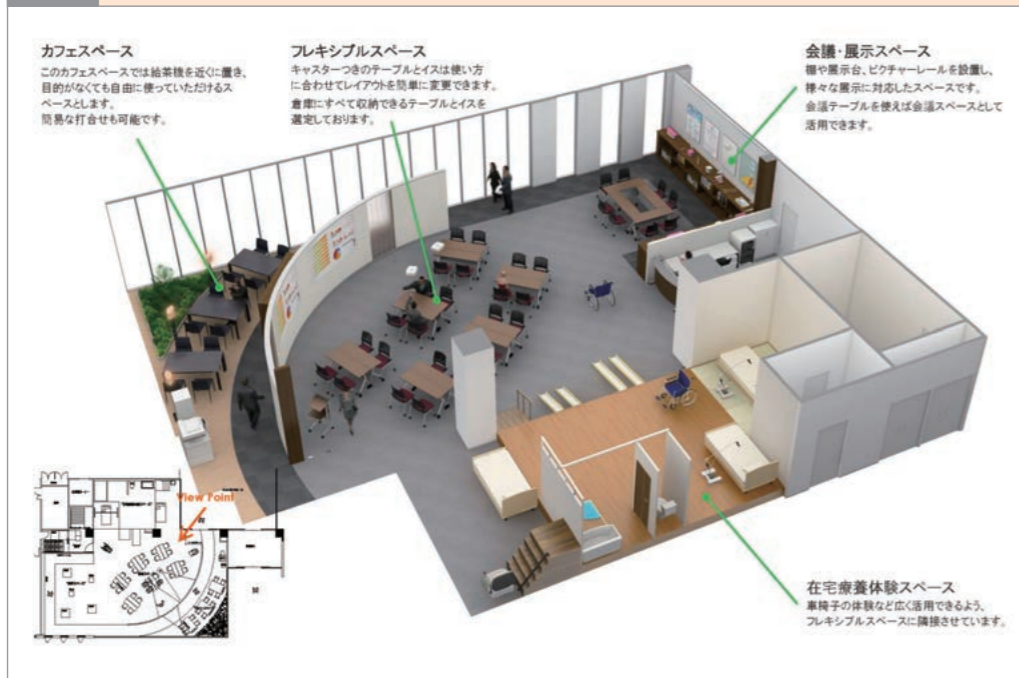 カフェスペース
このカフェスペースでは給茶機を近くに置き、
目的がなくても自由に使っていただけるス
ペースとします。
簡易な打合せも可能です。
フレキシブルスペース
キャスターつきのテーブルとイスは使い方
に合わせてレイアウトを簡単に変更できます。
倉庫にすべて収納できるテーブルとイスを
選定しております。
会議・展示スペース
棚や展示台、ピクチャーレールを設置し、
様々な展示に対応したスペースです。
会議テーブルを使えば会議スペースとして
活用できます。
View Point
在宅療養体験スペース
車椅子の体験など広く活用できるよう、
フレキシブルスペースに隣接させています。